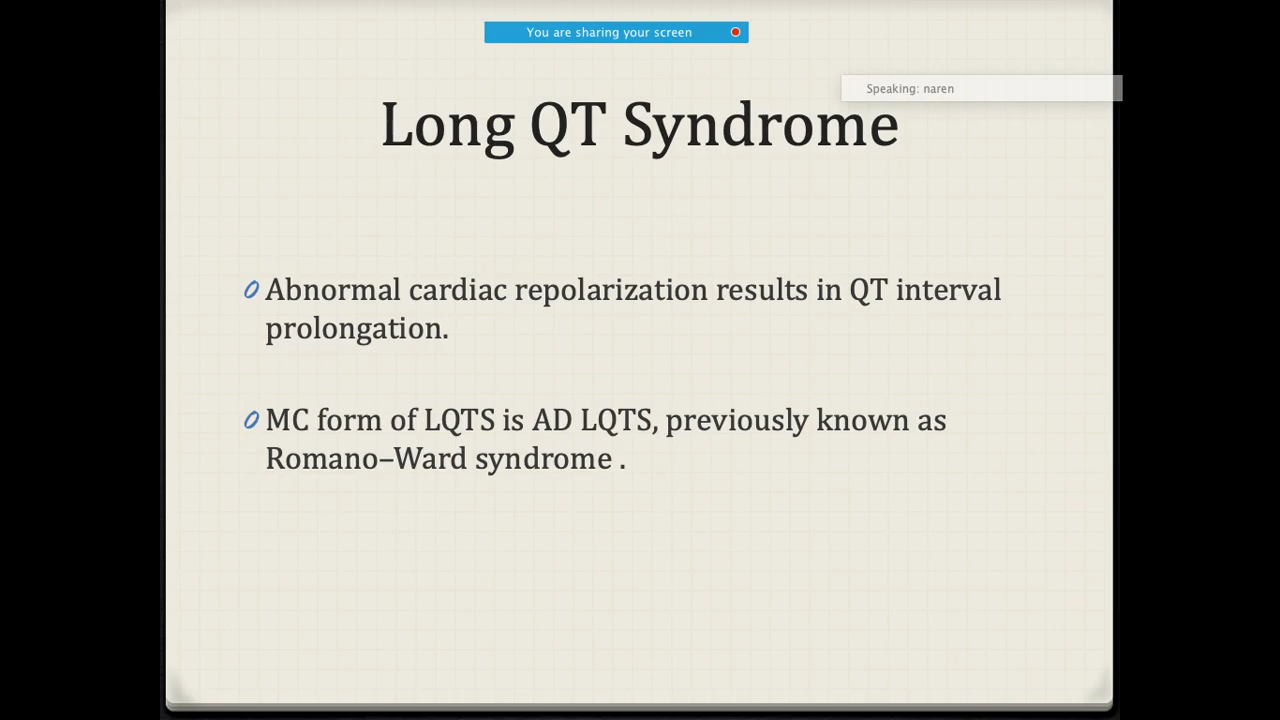 You are sharing your screen
Speaking: naren
Long QT Syndrome
Abnormal cardiac repolarization results in QT interval
prolongation.
MC form of LQTS is AD LQTS, previously known as
Romano–Ward syndrome .